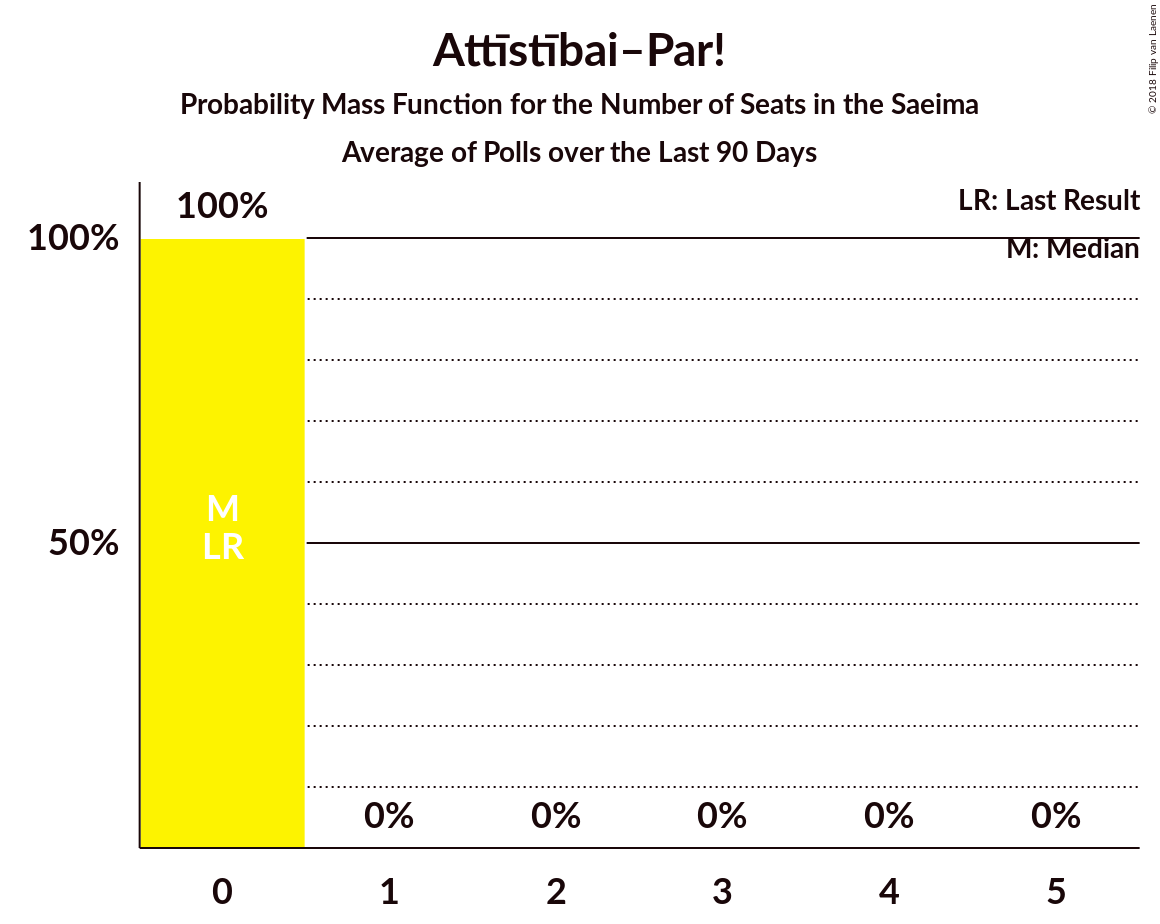 Attīstībai–Par!
Probability Mass Function for the Number of Seats in the Saeima
Average of Polls over the Last 90 Days
© 2018 Filip van Laenen
LR: Last Result
M: Median
100%
100%
50%
M
LR
0% 0% 0% 0% 0%
0 1 2 3 4 5